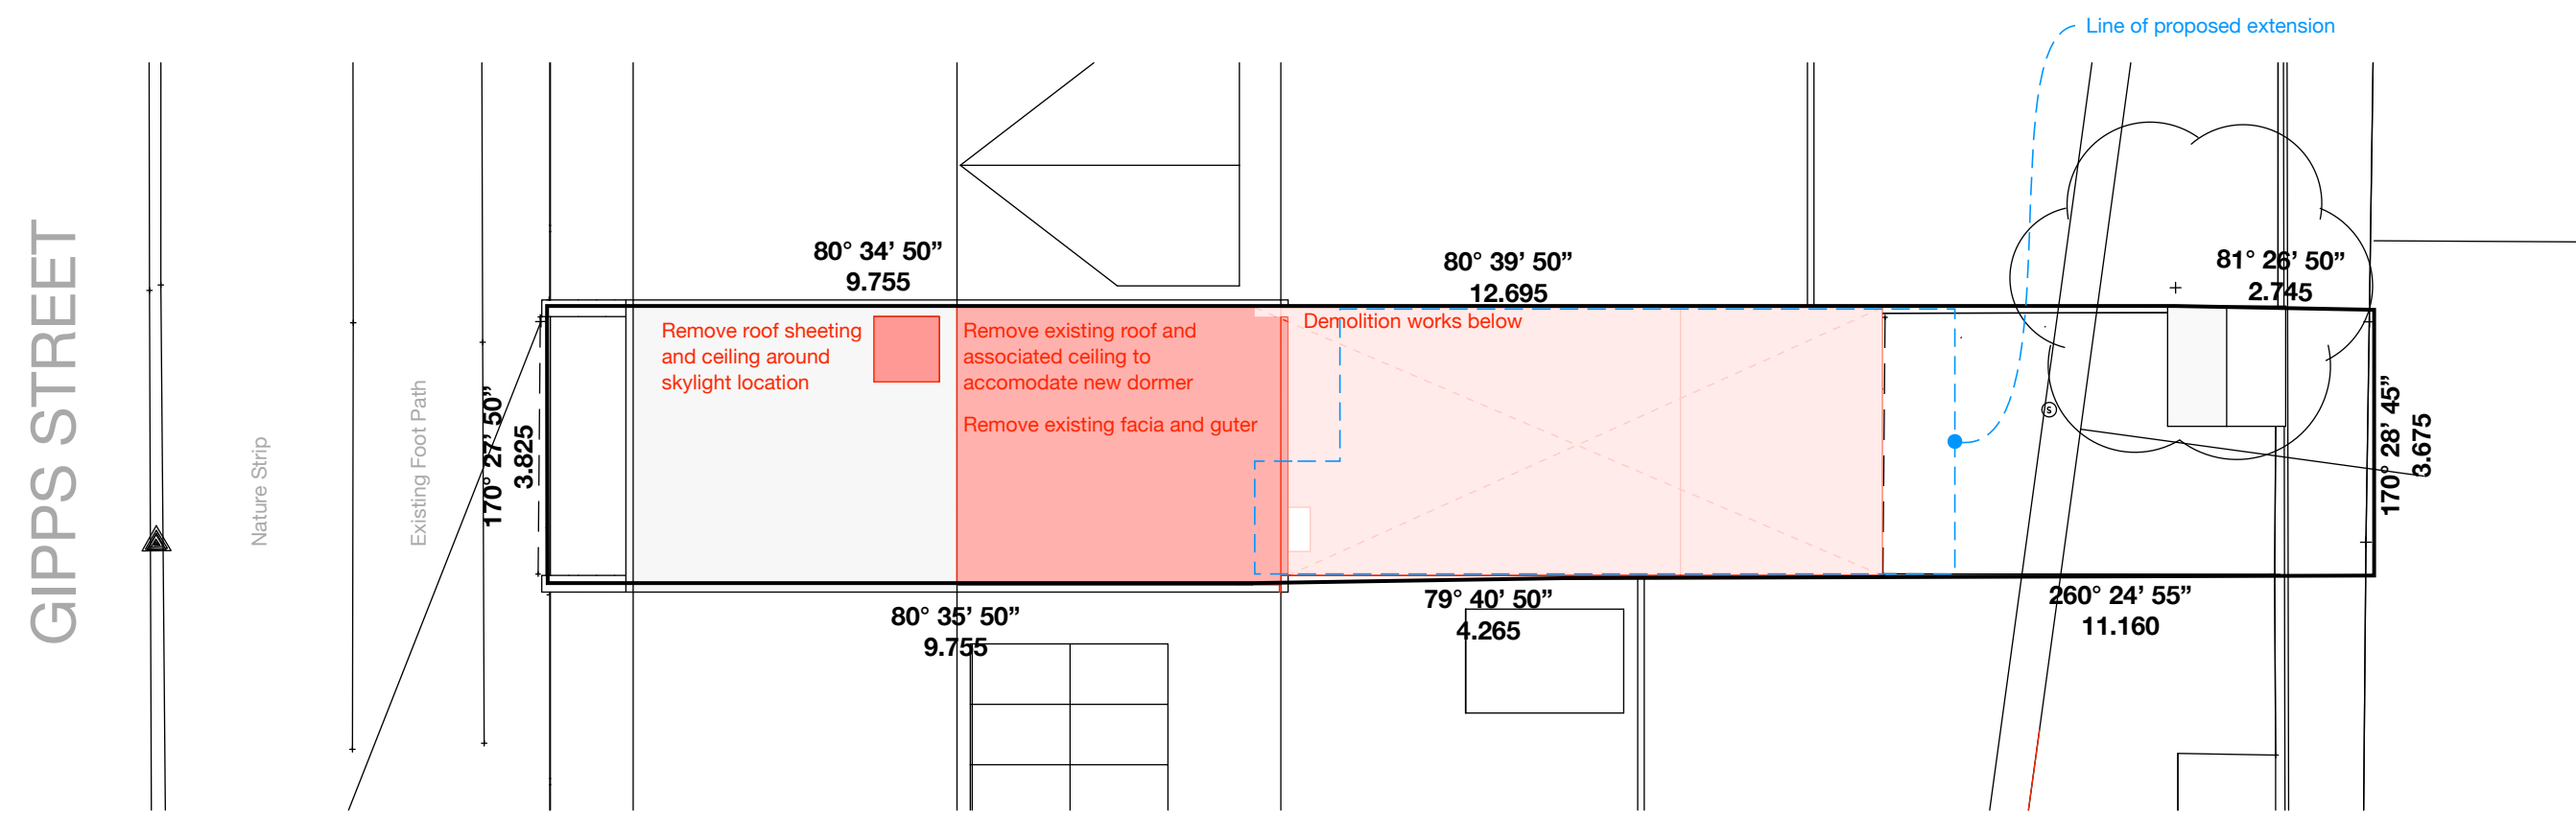 Line of proposed extension
80° 34’ 50”
9.755
80° 39’ 50”
12.695
81° 26’ 50”
2.745
GIPPS STREET
Nature Strip
Existing Foot Path
170° 27’ 50”
3.825
Remove roof sheeting
and ceiling around
skylight location
Remove existing roof and
associated ceiling to
accomodate new dormer
Remove existing facia and guter
Demolition works below
S
170° 28’ 45”
3.675
80° 35’ 50”
9.755
79° 40’ 50”
4.265
260° 24’ 55”
11.160